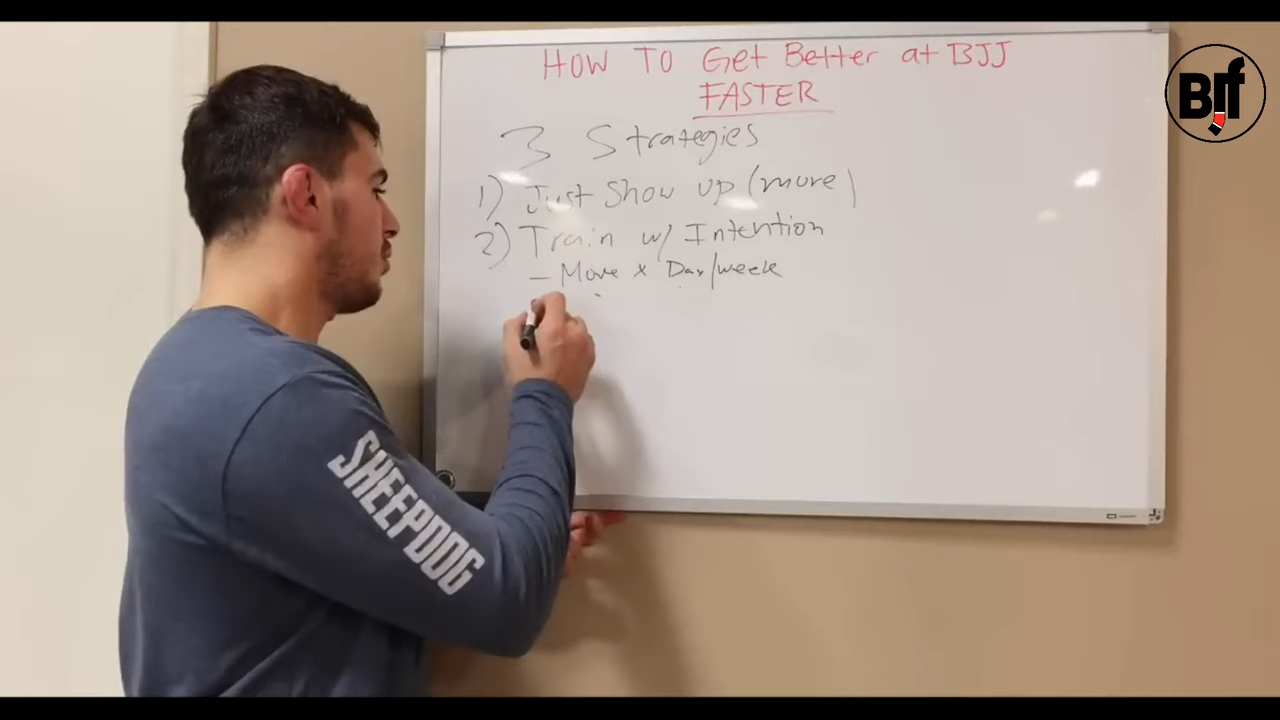 HOW TO Get Better at BJJ
FASTER
3 Strategies
1) Just Show up (more)
2) Train w/ Intention
- Move x Day/week
SHEEPDOG
BJJf